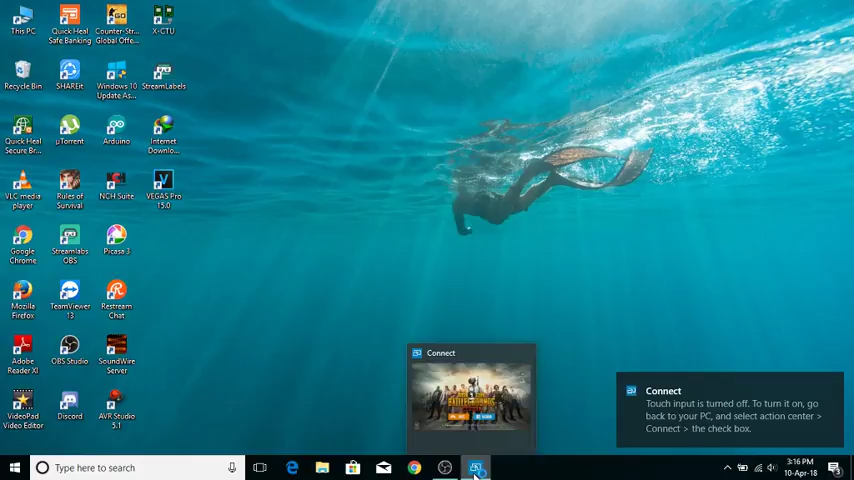 This PC
Quick Heal
Safe Banking
Counter-Str...
Global Offe...
X-CTU
Recycle Bin
SHAREit
Windows 10
Update As...
StreamLabels
Quick Heal
Secure Br...
µTorrent
Arduino
Internet
Downlo...
VLC media
player
Rules of
Survival
NCH Suite
VEGAS Pro
15.0
Google
Chrome
Streamlabs
OBS
Picasa 3
Mozilla
Firefox
TeamViewer
13
Restream
Chat
Adobe
Reader XI
OBS Studio
SoundWire
Server
VideoPad
Video Editor
Discord
AVR Studio
5.1
Connect
BATTLEGROUNDS
Connect
Touch input is turned off. To turn it on, go
back to your PC, and select action center >
Connect > the check box.
Type here to search
3:16 PM
10-Apr-18
3